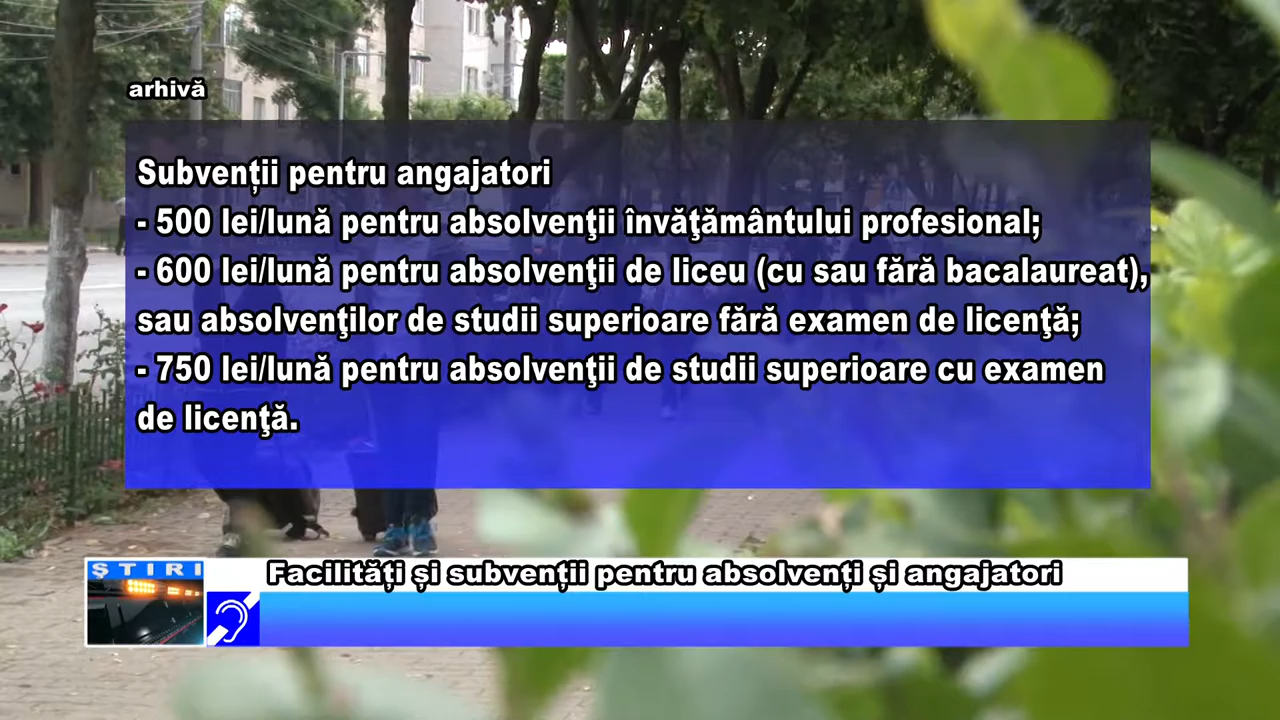 arhivă
Subvenții pentru angajatori
- 500 lei/lună pentru absolvenţii învăţământului profesional;
- 600 lei/lună pentru absolvenţii de liceu (cu sau fără bacalaureat),
sau absolvenţilor de studii superioare fără examen de licenţă;
- 750 lei/lună pentru absolvenţii de studii superioare cu examen
de licenţă.
ŞTIRI
Facilități și subvenții pentru absolvenți și angajatori